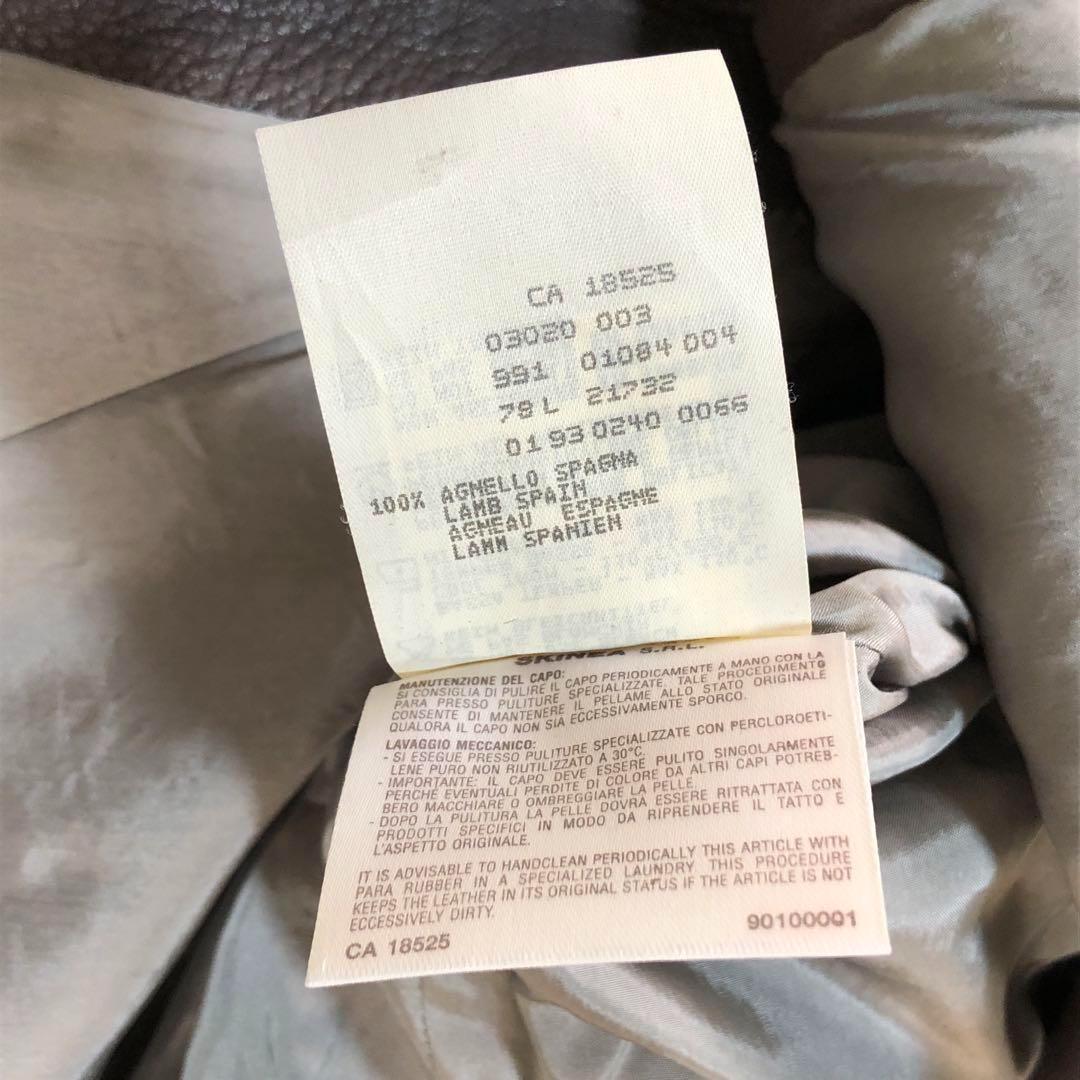 CA 18525
03020 003
991 01084 004
78 L 21732
01 93 0240 0066
100% AGNELLO SPAGNA
LAMB SPAIN
AGNEAU ESPAGNE
LAMM SPANIEN
SKINEA S.R.L.
MANUTENZIONE DEL CAPO:
SI CONSIGLIA DI PULIRE IL CAPO PERIODICAMENTE A MANO CON LA
PARA PRESSO PULITURE SPECIALIZZATE. TALE PROCEDIMENTO
CONSENTE DI MANTENERE IL PELLAME ALLO STATO ORIGINALE
QUALORA IL CAPO NON SIA ECCESSIVAMENTE SPORCO.
LAVAGGIO MECCANICO:
- SI ESEGUE PRESSO PULITURE SPECIALIZZATE CON PERCLOROETI-
LENE PURO NON RIUTILIZZATO A 30°C.
- IMPORTANTE: IL CAPO DEVE ESSERE PULITO SINGOLARMENTE
PERCHÉ EVENTUALI PERDITE DI COLORE DA ALTRI CAPI POTREB-
BERO MACCHIARE O OMBREGGIARE LA PELLE.
- DOPO LA PULITURA LA PELLE DOVRA ESSERE RITRATTATA CON
PRODOTTI SPECIFICI IN MODO DA RIPRENDERE IL TATTO E
L'ASPETTO ORIGINALE.
IT IS ADVISABLE TO HANDCLEAN PERIODICALLY THIS ARTICLE WITH
PARA RUBBER IN A SPECIALIZED LAUNDRY THIS PROCEDURE
KEEPS THE LEATHER IN ITS ORIGINAL STATUS IF THE ARTICLE IS NOT
ECCESSIVELY DIRTY.
CA 18525 90100001